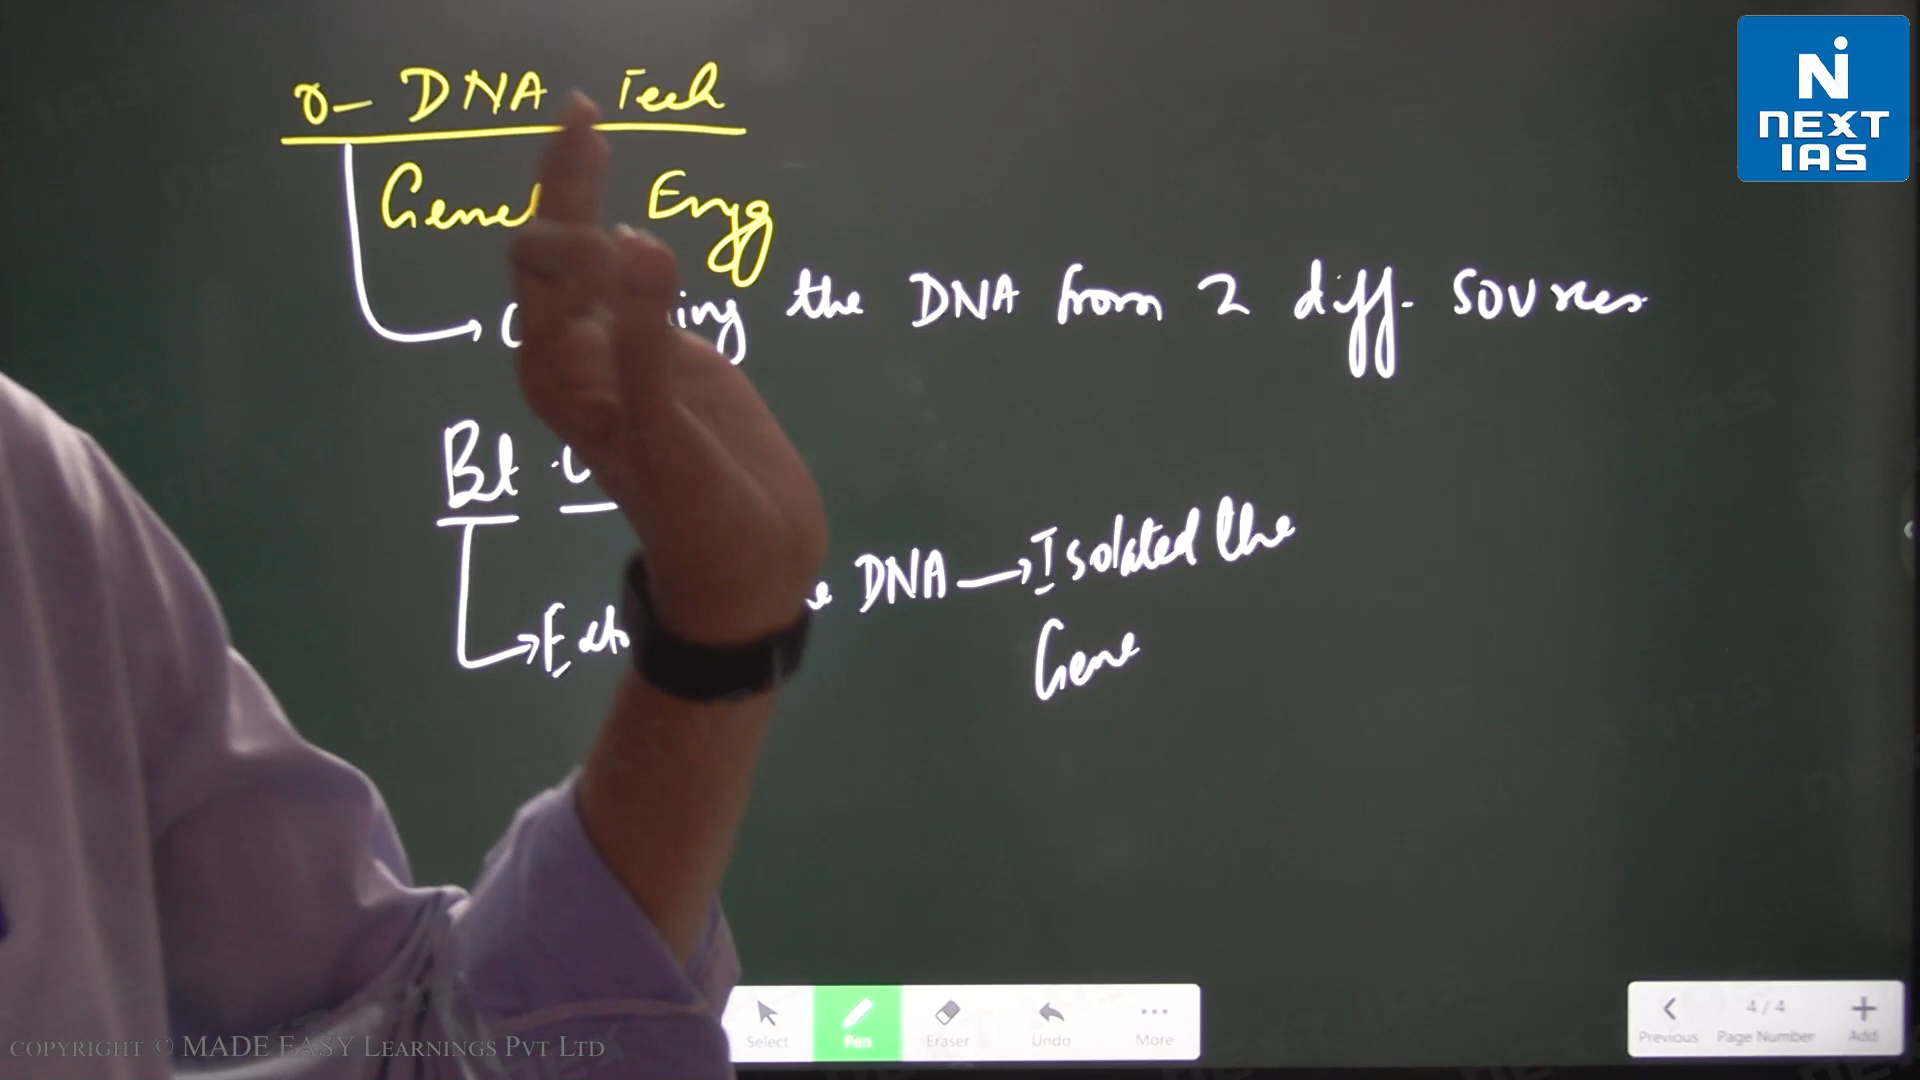 r- DNA Tech
Engg
the DNA from 2 diff. sources
Bt
DNA → Isolated the
Gene
NEXT
IAS
Select
Pen
Eraser
Undo
More
Previous
4 / 4
Page Number
Add
COPYRIGHT © MADE EASY LEARNINGS PVT LTD